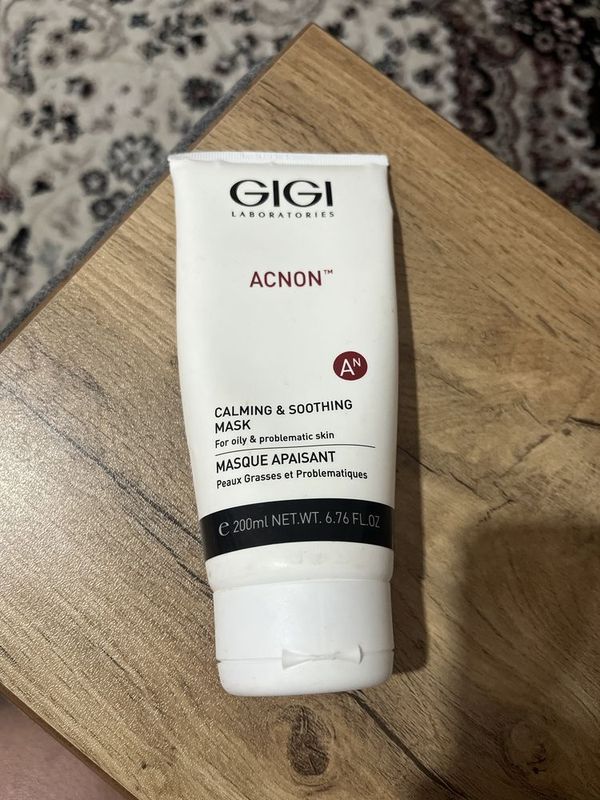 GIGI
LABORATORIES
ACNON™
AN
CALMING & SOOTHING
MASK
For oily & problematic skin
MASQUE APAISANT
Peaux Grasses et Problematiques
℮ 200ml NET.WT. 6.76 FL.OZ